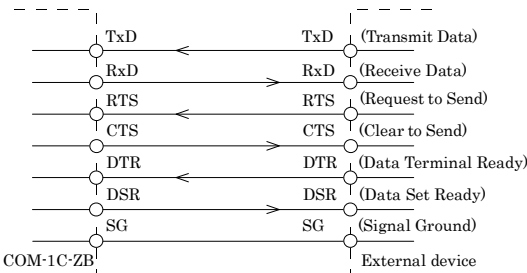 TxD TxD (Transmit Data)
RxD RxD (Receive Data)
RTS RTS (Request to Send)
CTS CTS (Clear to Send)
DTR DTR (Data Terminal Ready)
DSR DSR (Data Set Ready)
SG SG (Signal Ground)
COM-1C-ZB External device